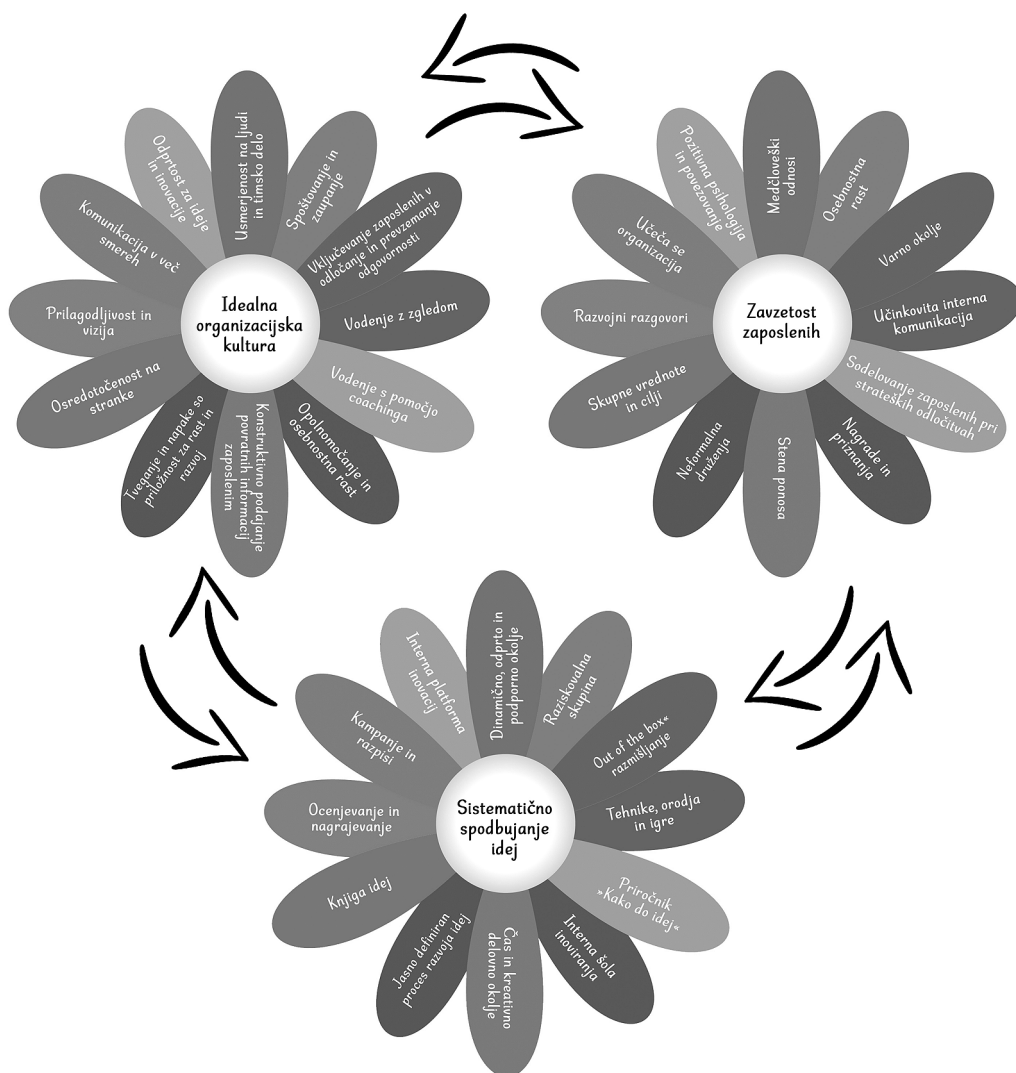 Idealna
organizacijska
kultura
Usmerjenost na ljudi
in timsko delo
Spoštovanje in
zaupanje
Vključevanje zaposlenih v
odločanje in prevzemanje
odgovornosti
Vodenje z zgledom
Vodenje s pomočjo
coachinga
Opolnomočanje in
osebnostna rast
Konstruktivno podajanje
povratnih informacij
zaposlenim
Tveganje in napake so
priložnost za rast in
razvoj
Osredotočenost na
stranke
Prilagodljivost in
vizija
Komunikacija v več
smereh
Odprtost za ideje
in inovacije
Zavzetost
zaposlenih
Medčloveški
odnosi
Osebnostna
rast
Varno okolje
Učinkovita interna
komunikacija
Sodelovanje zaposlenih pri
strateških odločitvah
Nagrade in
priznanja
Stena ponosa
Neformalna
druženja
Skupne vrednote
in cilji
Razvojni razgovori
Učeča se
organizacija
Pozitivna psihologija
in povezovanje
Sistematično
spodbujanje
idej
Dinamično, odprto in
podporno okolje
Raziskovalna
skupina
Out of the box«
razmišljanje
Tehnike, orodja
in igre
Priročnik
»Kako do idej«
Interna šola
inoviranja
Čas in kreativno
delovno okolje
Jasno definiran
proces razvoja idej
Knjiga idej
Ocenjevanje in
nagrajevanje
Kampanje in
razpisi
Interna platforma
inovacij